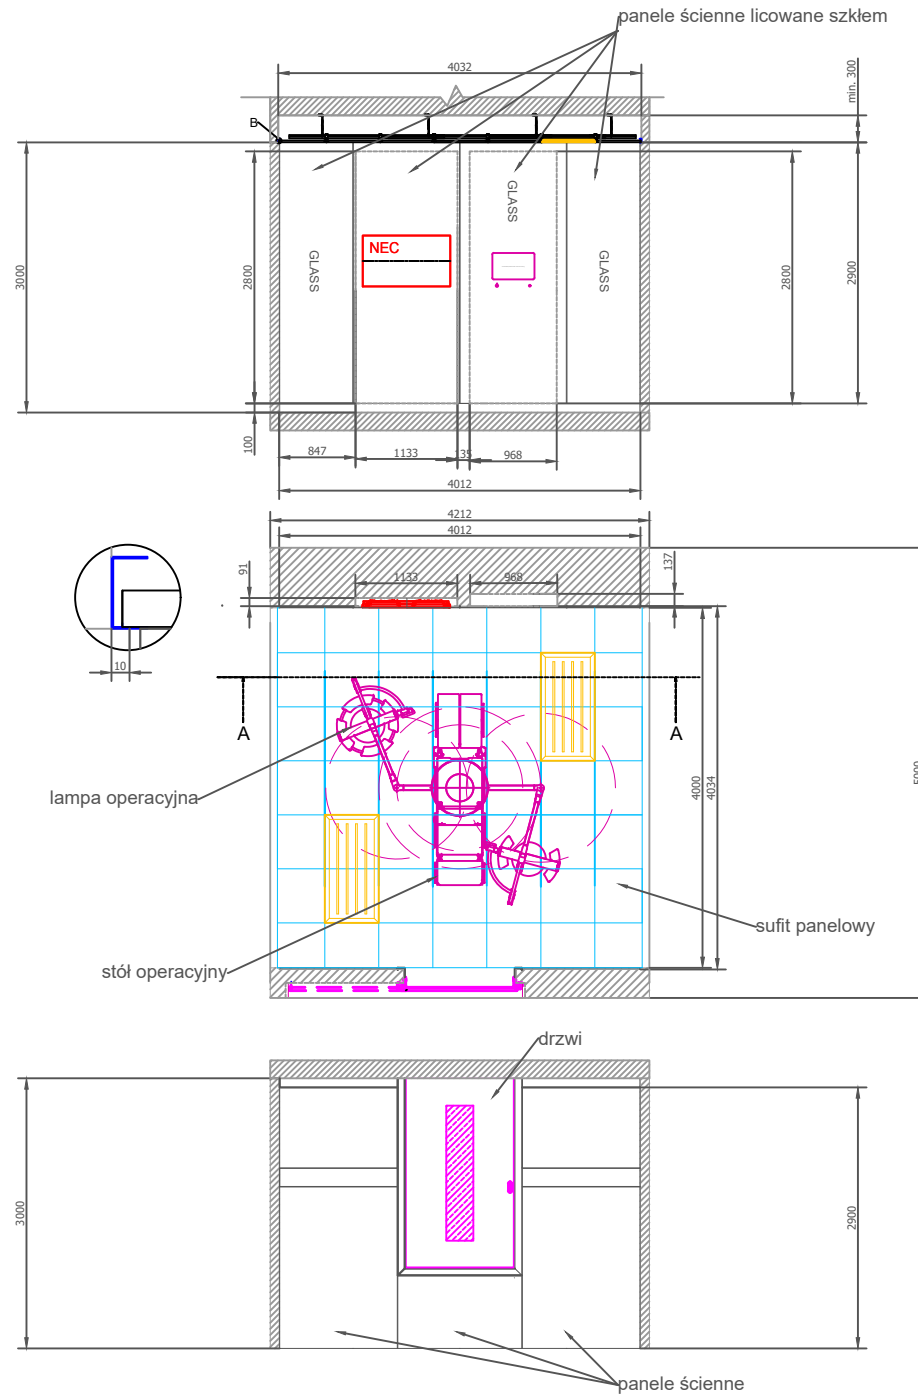 panele ścienne licowane szkłem
4032
min. 300
B
3000
2800
GLASS
NEC
GLASS
GLASS
2800
2900
100
847
1133
135
968
4012
4212
4012
91
1133
968
137
10
A
A
lampa operacyjna
4000
4034
5000
sufit panelowy
stół operacyjny
drzwi
3000
2900
panele ścienne